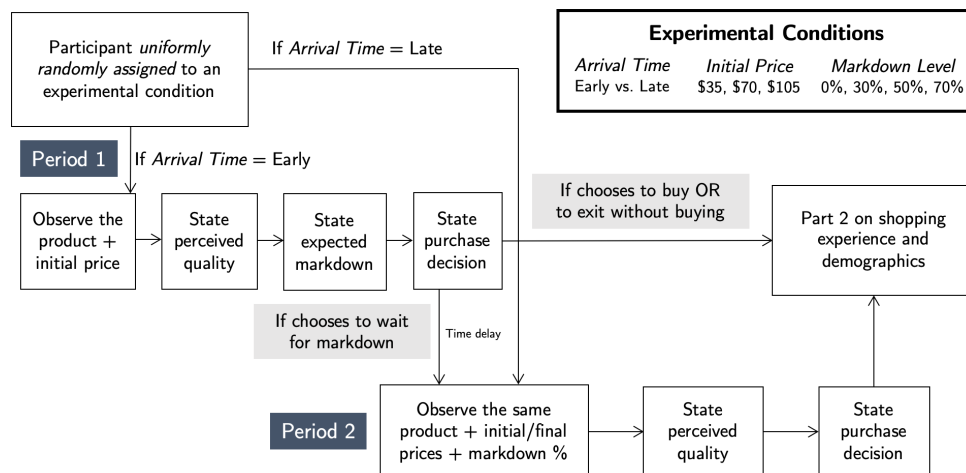 Participant uniformly
randomly assigned to an
experimental condition
If Arrival Time = Late
Experimental Conditions
Arrival Time Initial Price Markdown Level
Early vs. Late $35, $70, $105 0%, 30%, 50%, 70%
Period 1
If Arrival Time = Early
Observe the
product +
initial price
State
perceived
quality
State
expected
markdown
State
purchase
decision
If chooses to buy OR
to exit without buying
Part 2 on shopping
experience and
demographics
If chooses to wait
for markdown
Time delay
Period 2
Observe the same
product + initial/final
prices + markdown %
State
perceived
quality
State
purchase
decision